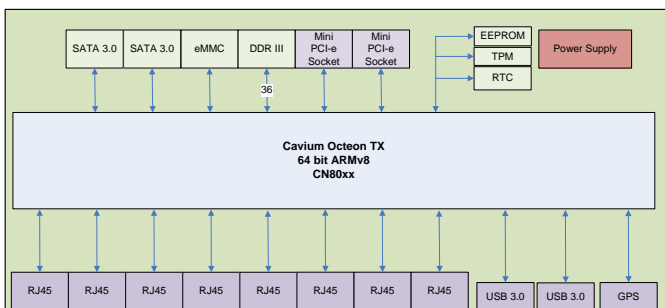 SATA 3.0
SATA 3.0
eMMC
DDR III
Mini
PCI-e
Socket
Mini
PCI-e
Socket
EEPROM
TPM
RTC
Power Supply
36
Cavium Octeon TX
64 bit ARMv8
CN80xx
RJ45
RJ45
RJ45
RJ45
RJ45
RJ45
RJ45
RJ45
USB 3.0
USB 3.0
GPS